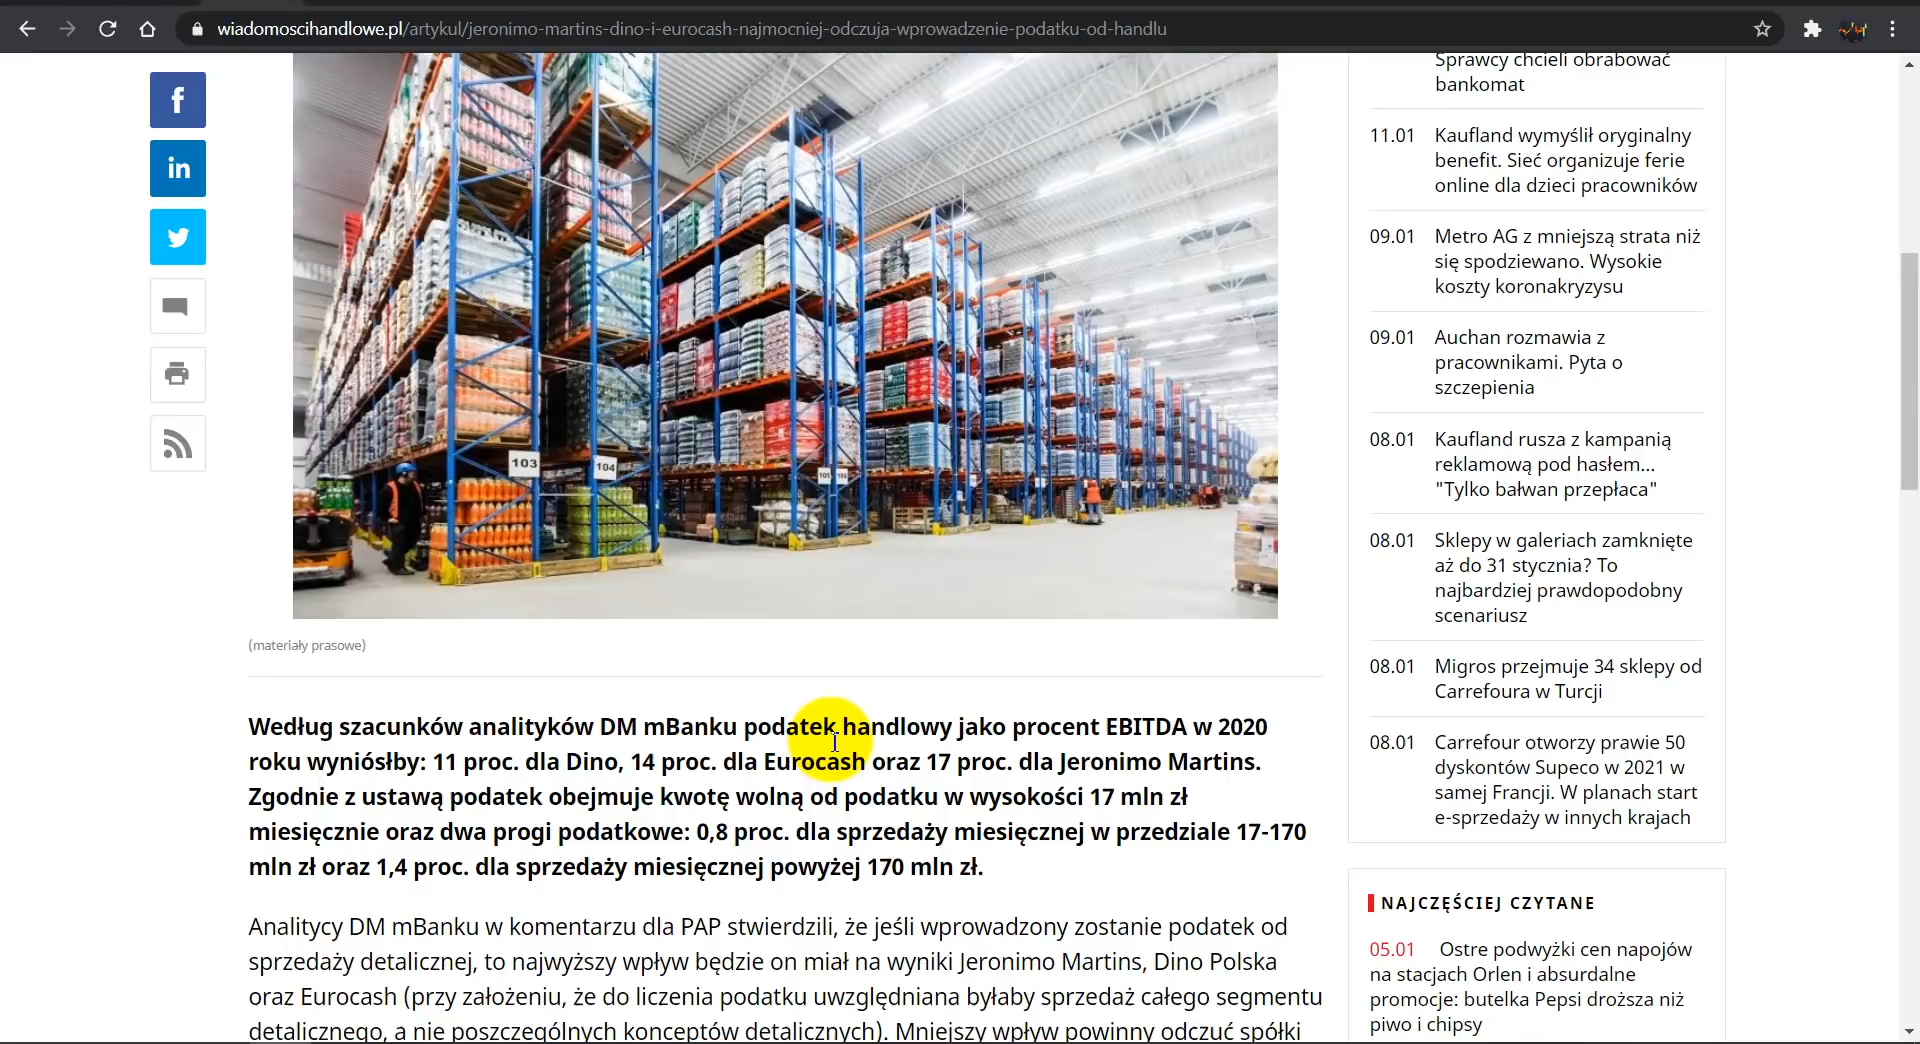 wiadomoscihandlowe.pl/artykul/jeronimo-martins-dino-i-eurocash-najmocniej-odczuja-wprowadzenie-podatku-od-handlu
f
in
103
104
105
106
(materiały prasowe)
Według szacunków analityków DM mBanku podatek handlowy jako procent EBITDA w 2020
roku wyniósłby: 11 proc. dla Dino, 14 proc. dla Eurocash oraz 17 proc. dla Jeronimo Martins.
Zgodnie z ustawą podatek obejmuje kwotę wolną od podatku w wysokości 17 mln zł
miesięcznie oraz dwa progi podatkowe: 0,8 proc. dla sprzedaży miesięcznej w przedziale 17-170
mln zł oraz 1,4 proc. dla sprzedaży miesięcznej powyżej 170 mln zł.
Analitycy DM mBanku w komentarzu dla PAP stwierdzili, że jeśli wprowadzony zostanie podatek od
sprzedaży detalicznej, to najwyższy wpływ będzie on miał na wyniki Jeronimo Martins, Dino Polska
oraz Eurocash (przy założeniu, że do liczenia podatku uwzględniana byłaby sprzedaż całego segmentu
detalicznego, a nie poszczególnych konceptów detalicznych). Mniejszy wpływ powinny odczuć spółki
Sprawcy chcieli obrabować
bankomat
11.01 Kaufland wymyślił oryginalny
benefit. Sieć organizuje ferie
online dla dzieci pracowników
09.01 Metro AG z mniejszą strata niż
się spodziewano. Wysokie
koszty koronakryzysu
09.01 Auchan rozmawia z
pracownikami. Pyta o
szczepienia
08.01 Kaufland rusza z kampanią
reklamową pod hasłem...
"Tylko bałwan przepłaca"
08.01 Sklepy w galeriach zamknięte
aż do 31 stycznia? To
najbardziej prawdopodobny
scenariusz
08.01 Migros przejmuje 34 sklepy od
Carrefoura w Turcji
08.01 Carrefour otworzy prawie 50
dyskontów Supeco w 2021 w
samej Francji. W planach start
e-sprzedaży w innych krajach
NAJCZĘŚCIEJ CZYTANE
05.01 Ostre podwyżki cen napojów
na stacjach Orlen i absurdalne
promocje: butelka Pepsi droższa niż
piwo i chipsy